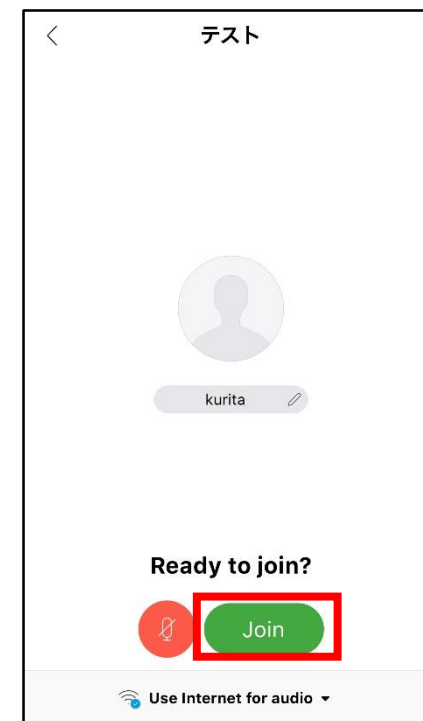 テスト
kurita
Ready to join?
Join
Use Internet for audio